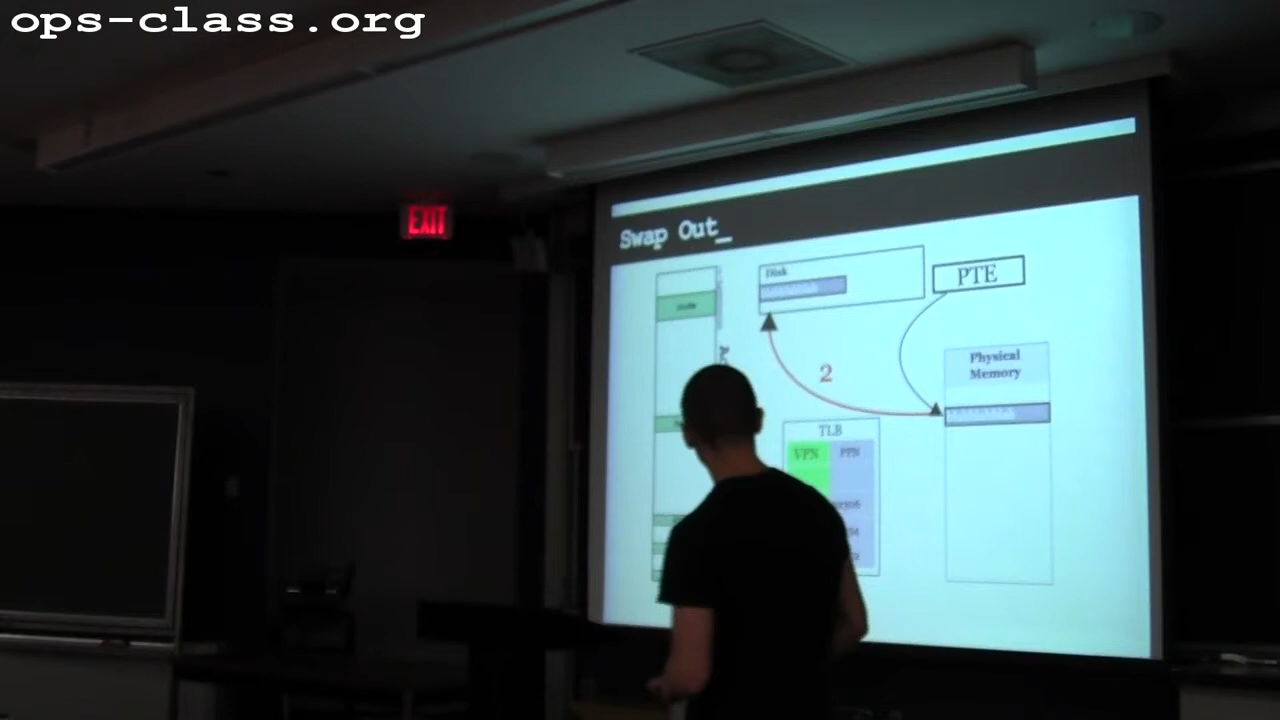 ops-class.org
EXIT
Swap Out_
Disk
PTE
2
Physical
Memory
TLB
VPN PPN